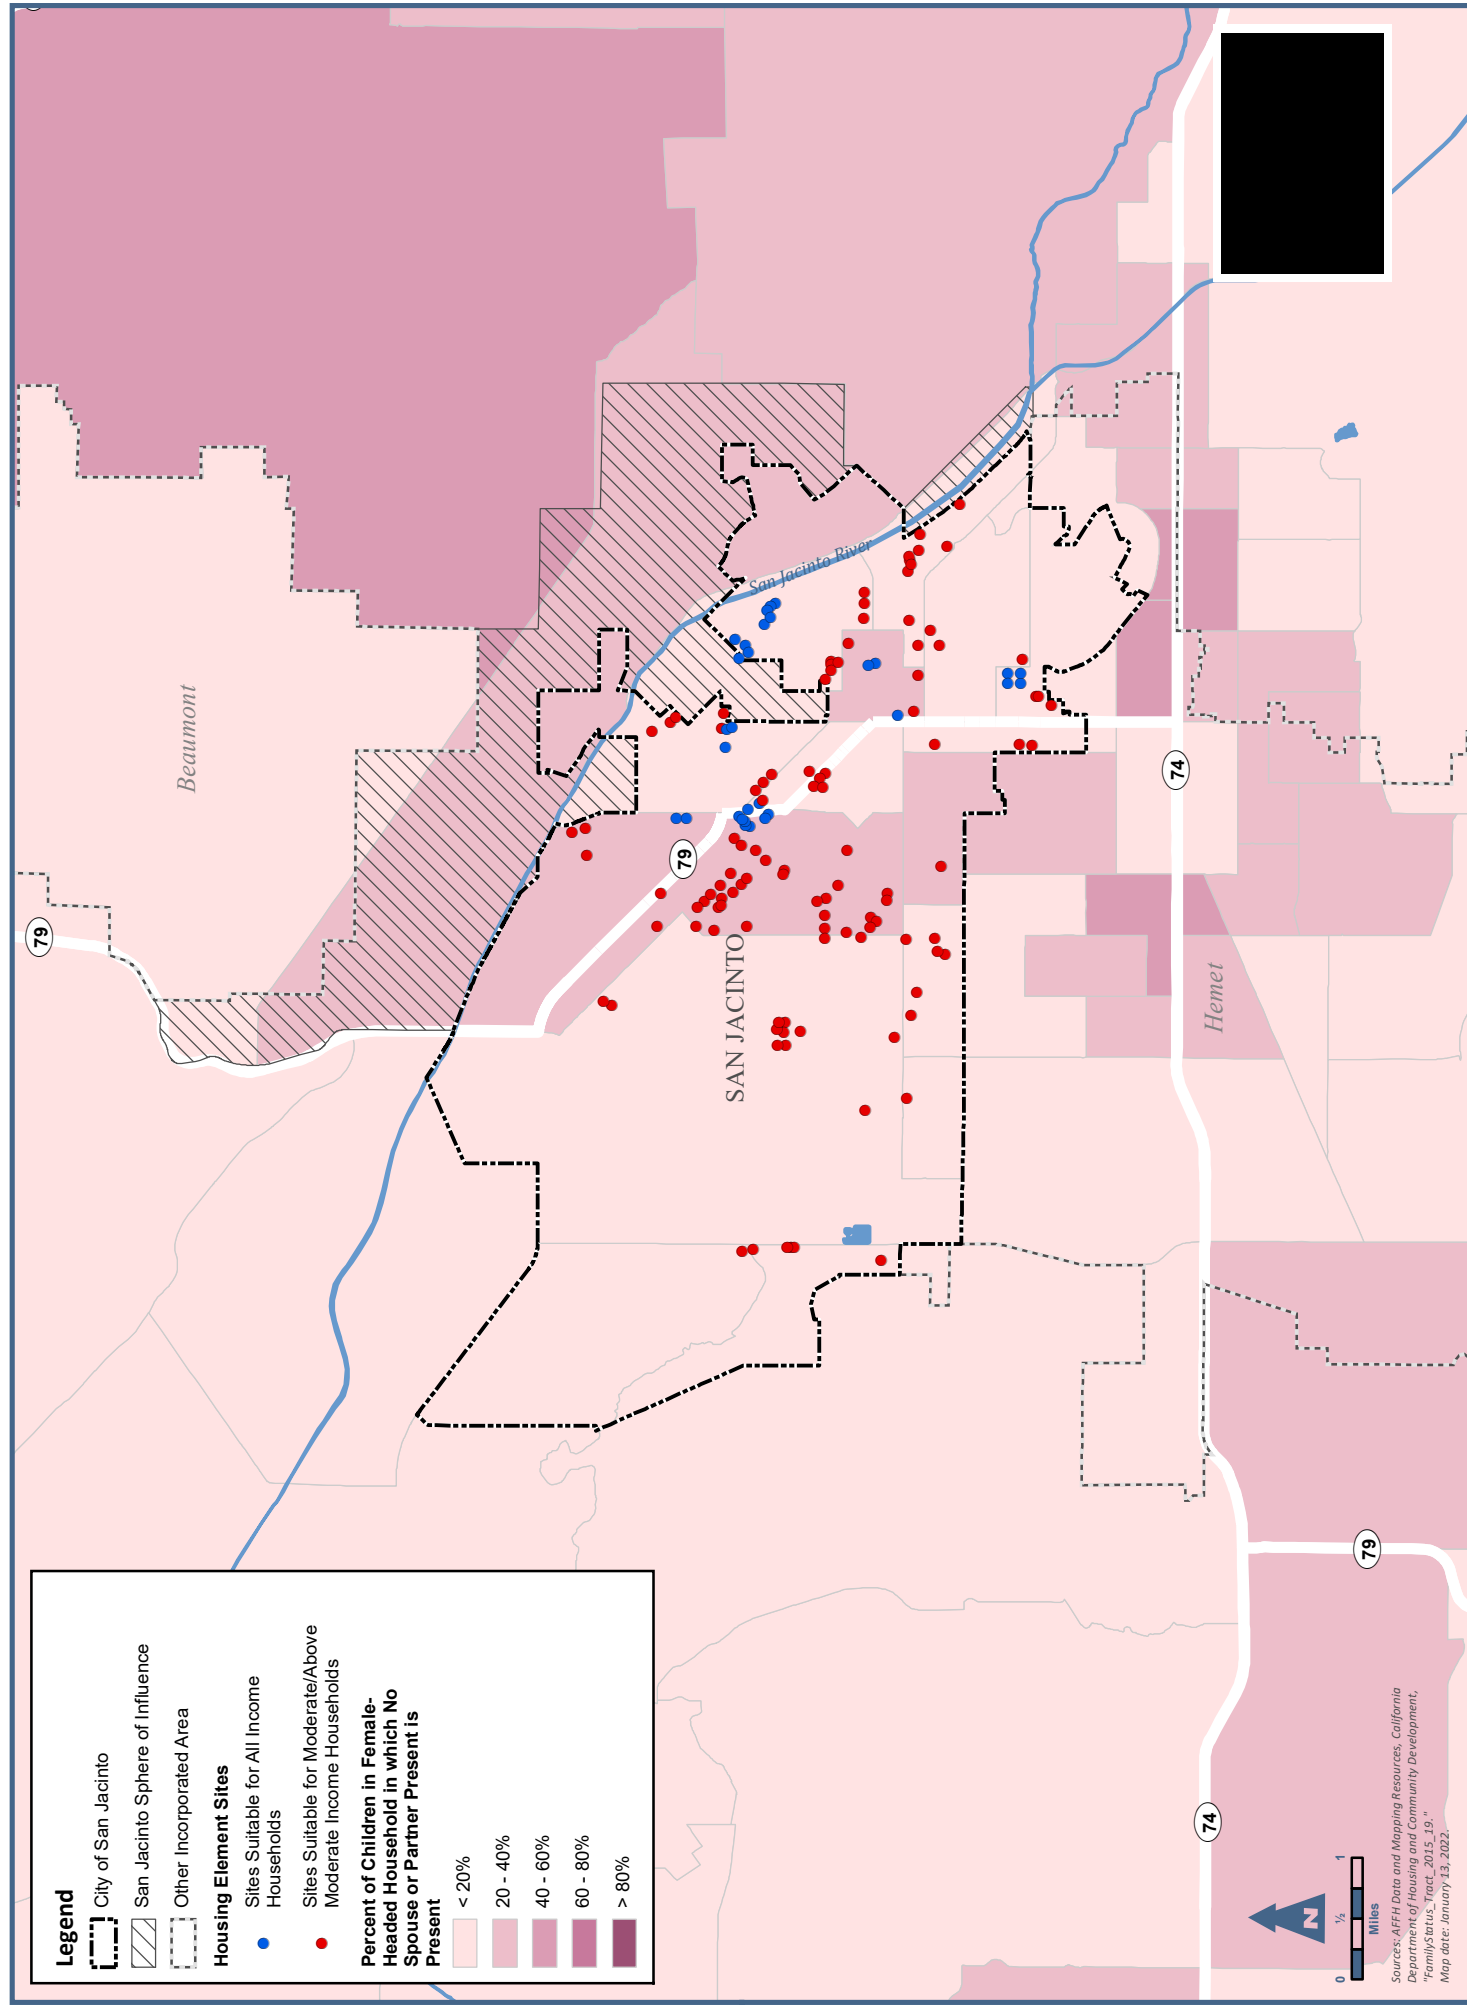 Legend
City of San Jacinto
San Jacinto Sphere of Influence
Other Incorporated Area
Housing Element Sites
Sites Suitable for All Income
Households
Sites Suitable for Moderate/Above
Moderate Income Households
Percent of Children in Female-
Headed Household in which No
Spouse or Partner Present is
Present
< 20%
20 - 40%
40 - 60%
60 - 80%
> 80%
Beaumont
79
79
San Jacinto River
SAN JACINTO
74
Hemet
79
74
N
0
½
1
Miles
Sources: AFFH Data and Mapping Resources, California
Department of Housing and Community Development,
"FamilyStatus_Tract_2015_19."
Map date: January 13, 2022.